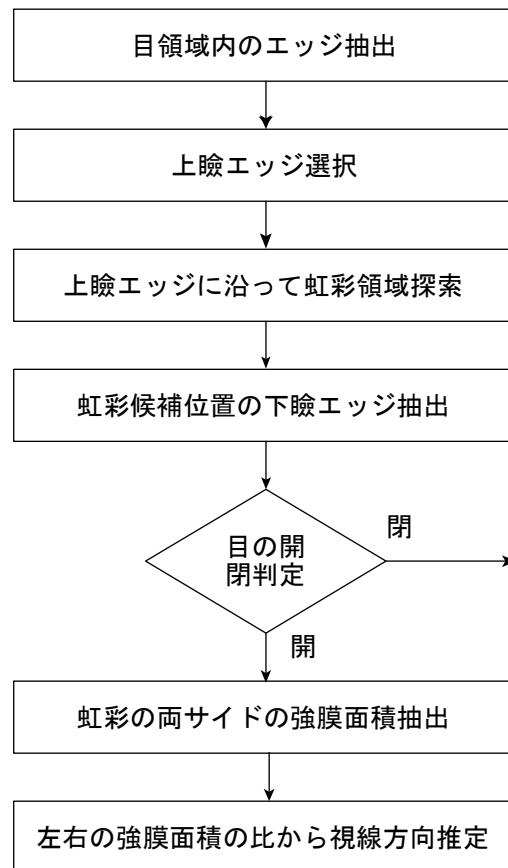 目領域内のエッジ抽出
上瞼エッジ選択
上瞼エッジに沿って虹彩領域探索
虹彩候補位置の下瞼エッジ抽出
目の開
閉判定
閉
開
虹彩の両サイドの強膜面積抽出
左右の強膜面積の比から視線方向推定